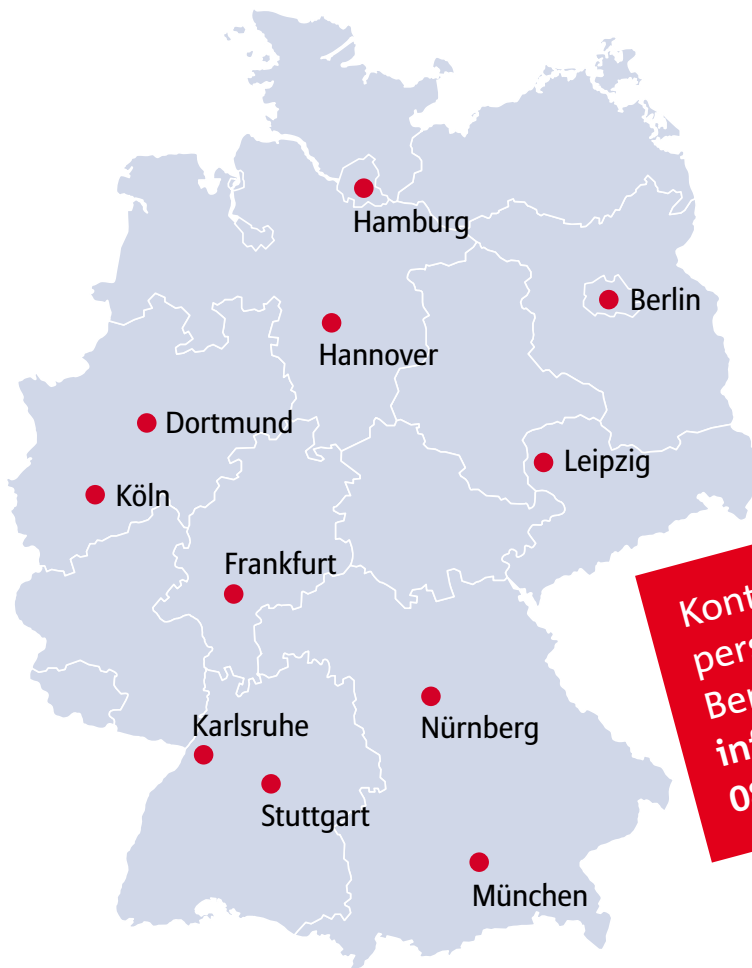 Hamburg
Berlin
Hannover
Dortmund
Leipzig
Köln
Frankfurt
Nürnberg
Karlsruhe
Stuttgart
München